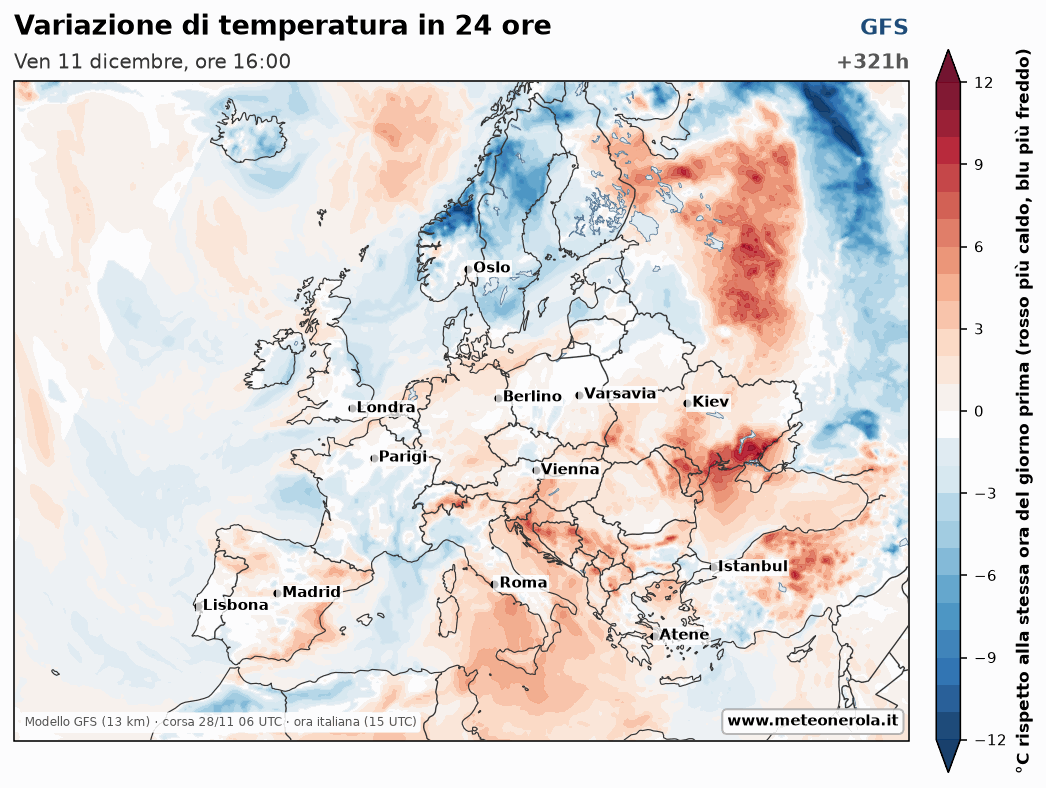 Variazione di temperatura in 24 ore
GFS
Ven 11 dicembre, ore 16:00
+321h
Oslo
Berlino
Varsavia
Kiev
Londra
Parigi
Vienna
Istanbul
Roma
Madrid
Lisbona
Atene
Modello GFS (13 km) · corsa 28/11 06 UTC · ora italiana (15 UTC)
www.meteonerola.it
12
9
6
3
0
−3
−6
−9
−12
°C rispetto alla stessa ora del giorno prima (rosso più caldo, blu più freddo)